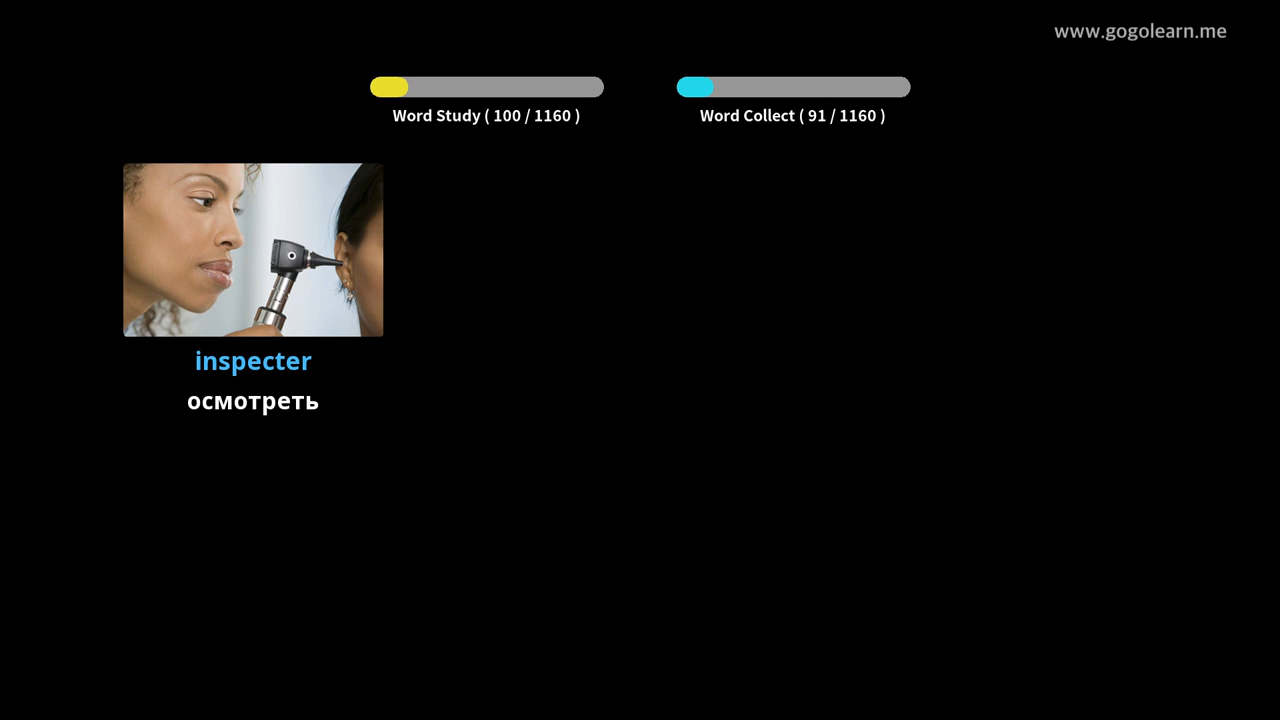 www.gogolearn.me
Word Study ( 100 / 1160 )
Word Collect ( 91 / 1160 )
inspecter
осмотреть